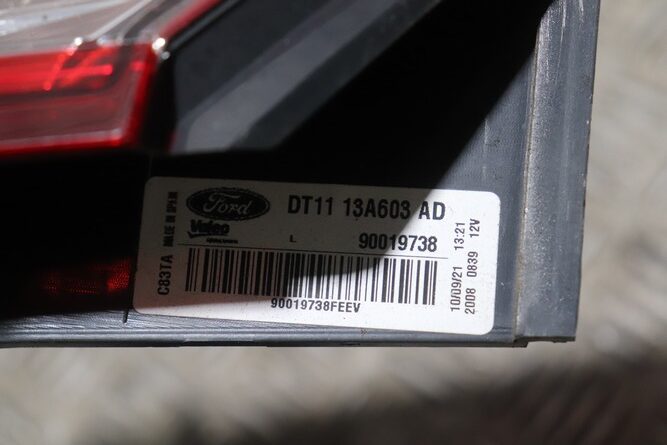 Ford
DT11 13A603 AD
Valeo
L
90019738
90019738FEEV
C83TA MADE IN SPAIN
10/09/21 13:21
2008 0839 12V